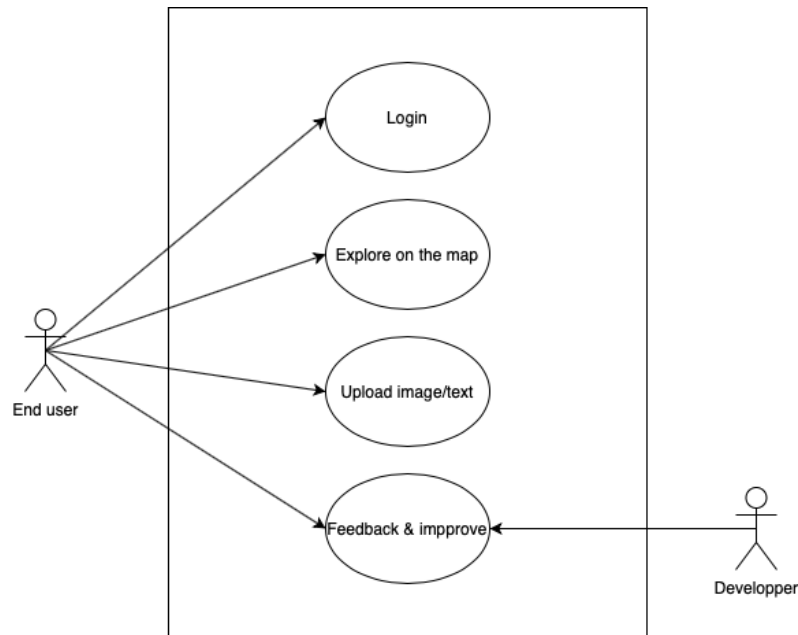 Login
Explore on the map
Upload image/text
End user
Feedback & impprove
Developper